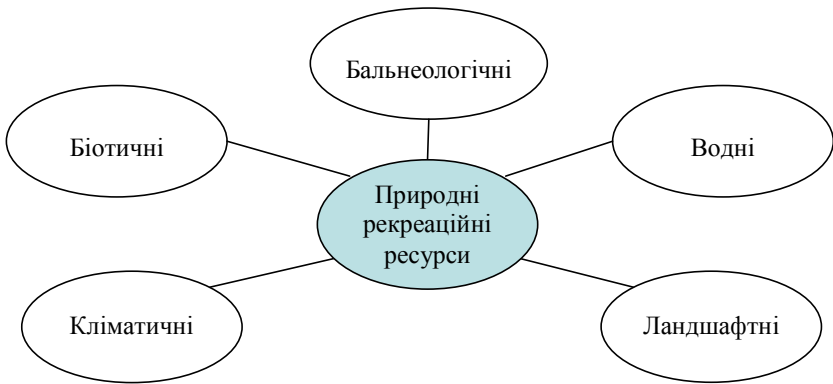 Бальнеологічні
Біотичні
Водні
Природні
рекреаційні
ресурси
Кліматичні
Ландшафтні